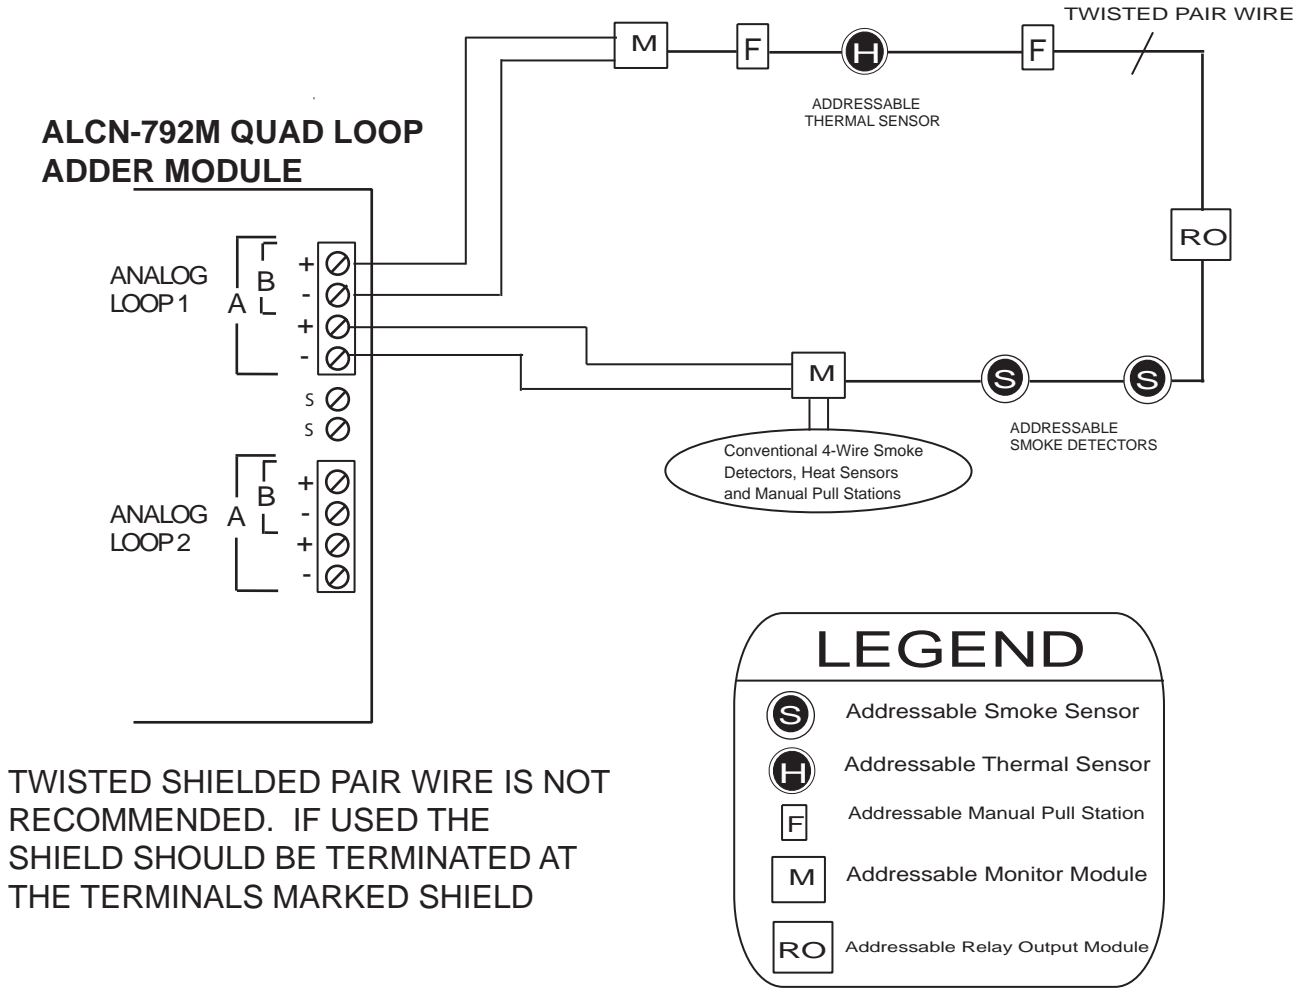 TWISTED PAIR WIRE
M
F
H
F
ADDRESSABLE
THERMAL SENSOR
ALCN-792M QUAD LOOP
ADDER MODULE
RO
ANALOG
LOOP 1
A
B
+
-
+
-
S
S
M
S
S
ADDRESSABLE
SMOKE DETECTORS
Conventional 4-Wire Smoke
Detectors, Heat Sensors
and Manual Pull Stations
ANALOG
LOOP 2
A
B
+
-
+
-
LEGEND
S Addressable Smoke Sensor
H Addressable Thermal Sensor
F Addressable Manual Pull Station
M Addressable Monitor Module
RO Addressable Relay Output Module
TWISTED SHIELDED PAIR WIRE IS NOT
RECOMMENDED. IF USED THE
SHIELD SHOULD BE TERMINATED AT
THE TERMINALS MARKED SHIELD